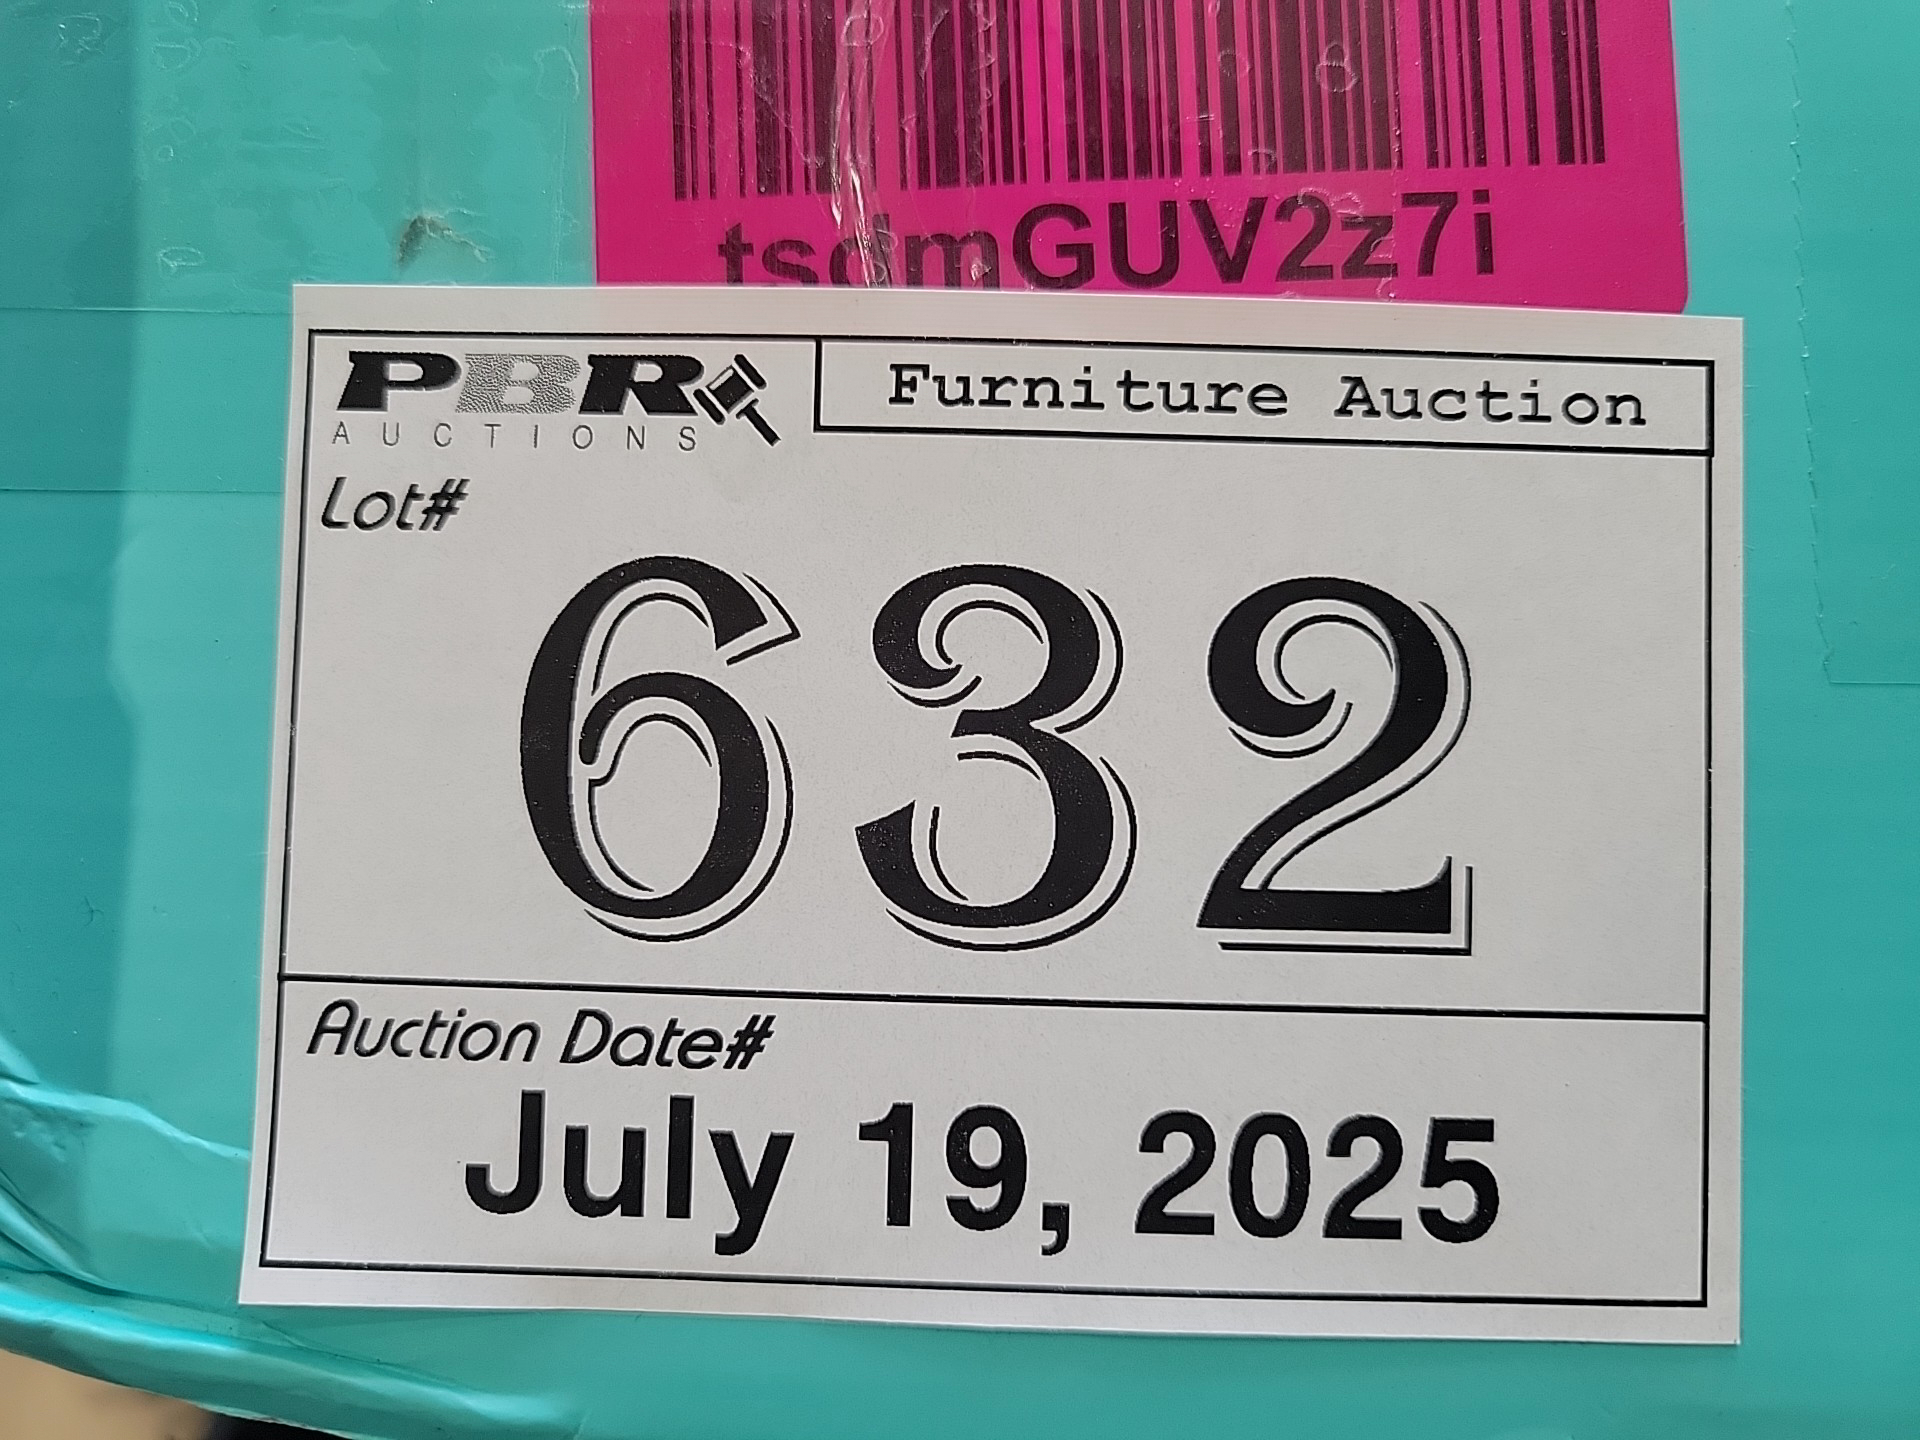 tsdmGUV2z7i
PBR
AUCTIONS
Furniture Auction
Lot#
632
Auction Date#
July 19, 2025